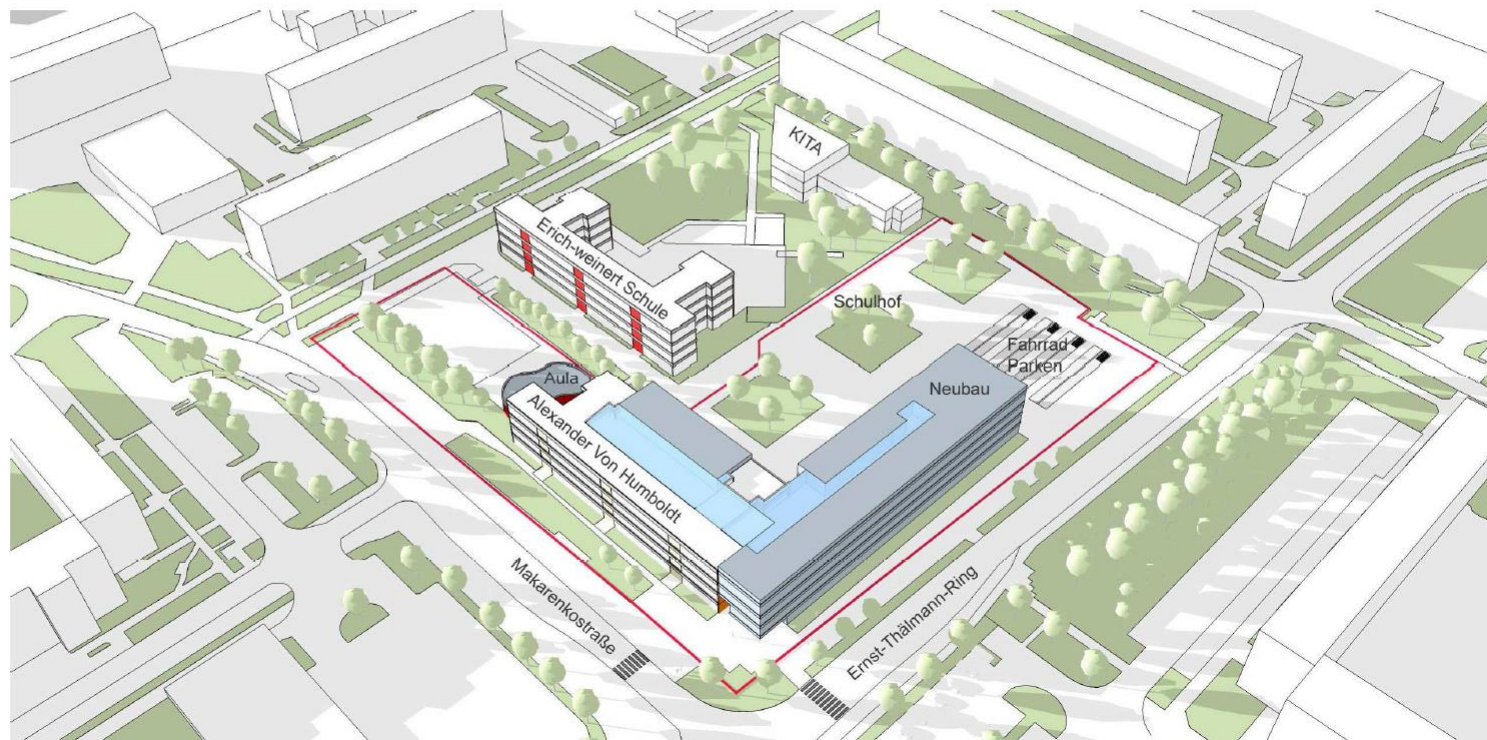 KITA
Erich-weinert Schule
Schulhof
Fahrrad
Parken
Aula
Neubau
Alexander Von Humboldt
Makarenkostraße
Ernst-Thälmann-Ring